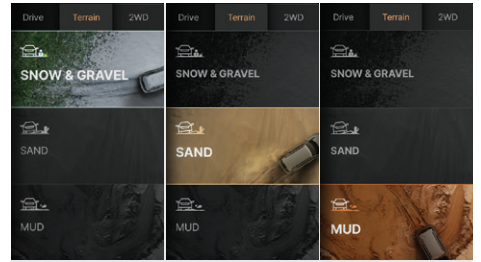 Drive Terrain 2WD
SNOW & GRAVEL
SAND
MUD
Drive Terrain 2WD
SNOW & GRAVEL
SAND
MUD
Drive Terrain 2WD
SNOW & GRAVEL
SAND
MUD